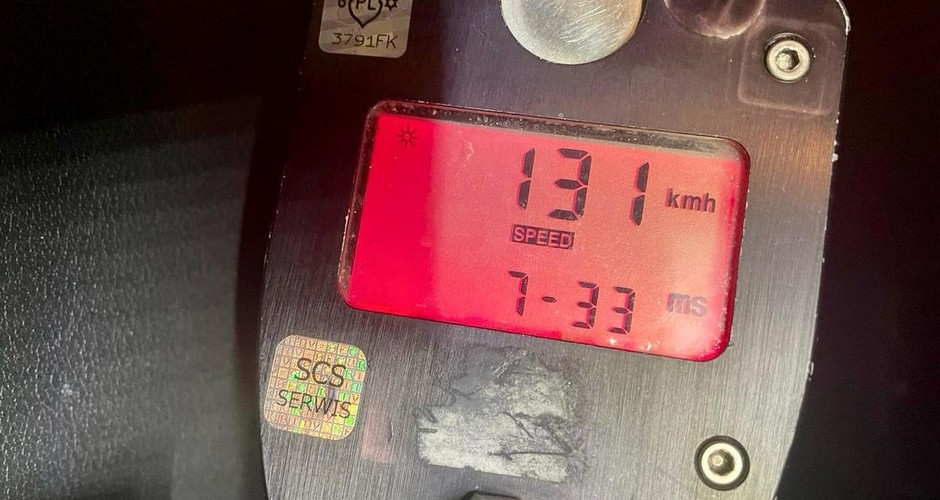 PL
3791FK
131 kmh
SPEED
7-33 ms
SCS
SERWIS